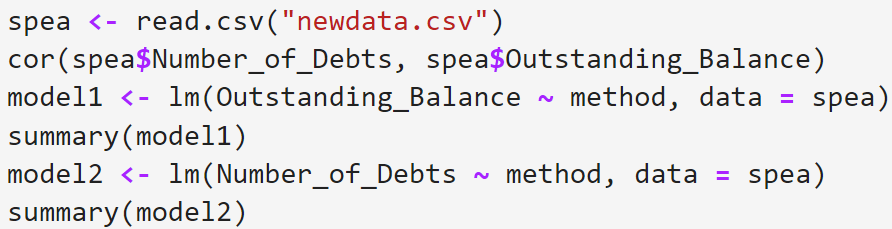 spea <- read.csv("newdata.csv")
cor(spea$Number_of_Debts, spea$Outstanding_Balance)
model1 <- lm(Outstanding_Balance ~ method, data = spea)
summary(model1)
model2 <- lm(Number_of_Debts ~ method, data = spea)
summary(model2)